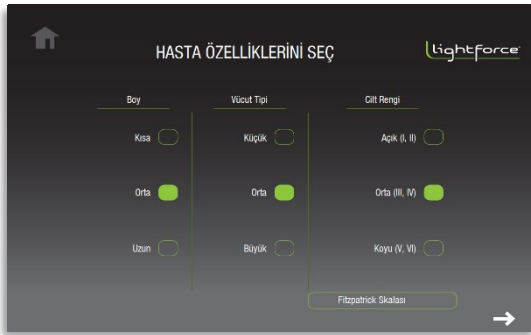 HASTA ÖZELLİKLERİNİ SEÇ
lightforce
Boy
Vücut Tipi
Cilt Rengi
Kısa
Küçük
Açık (I, II)
Orta
Orta
Orta (III, IV)
Uzun
Büyük
Koyu (V, VI)
Fitzpatrick Skalası